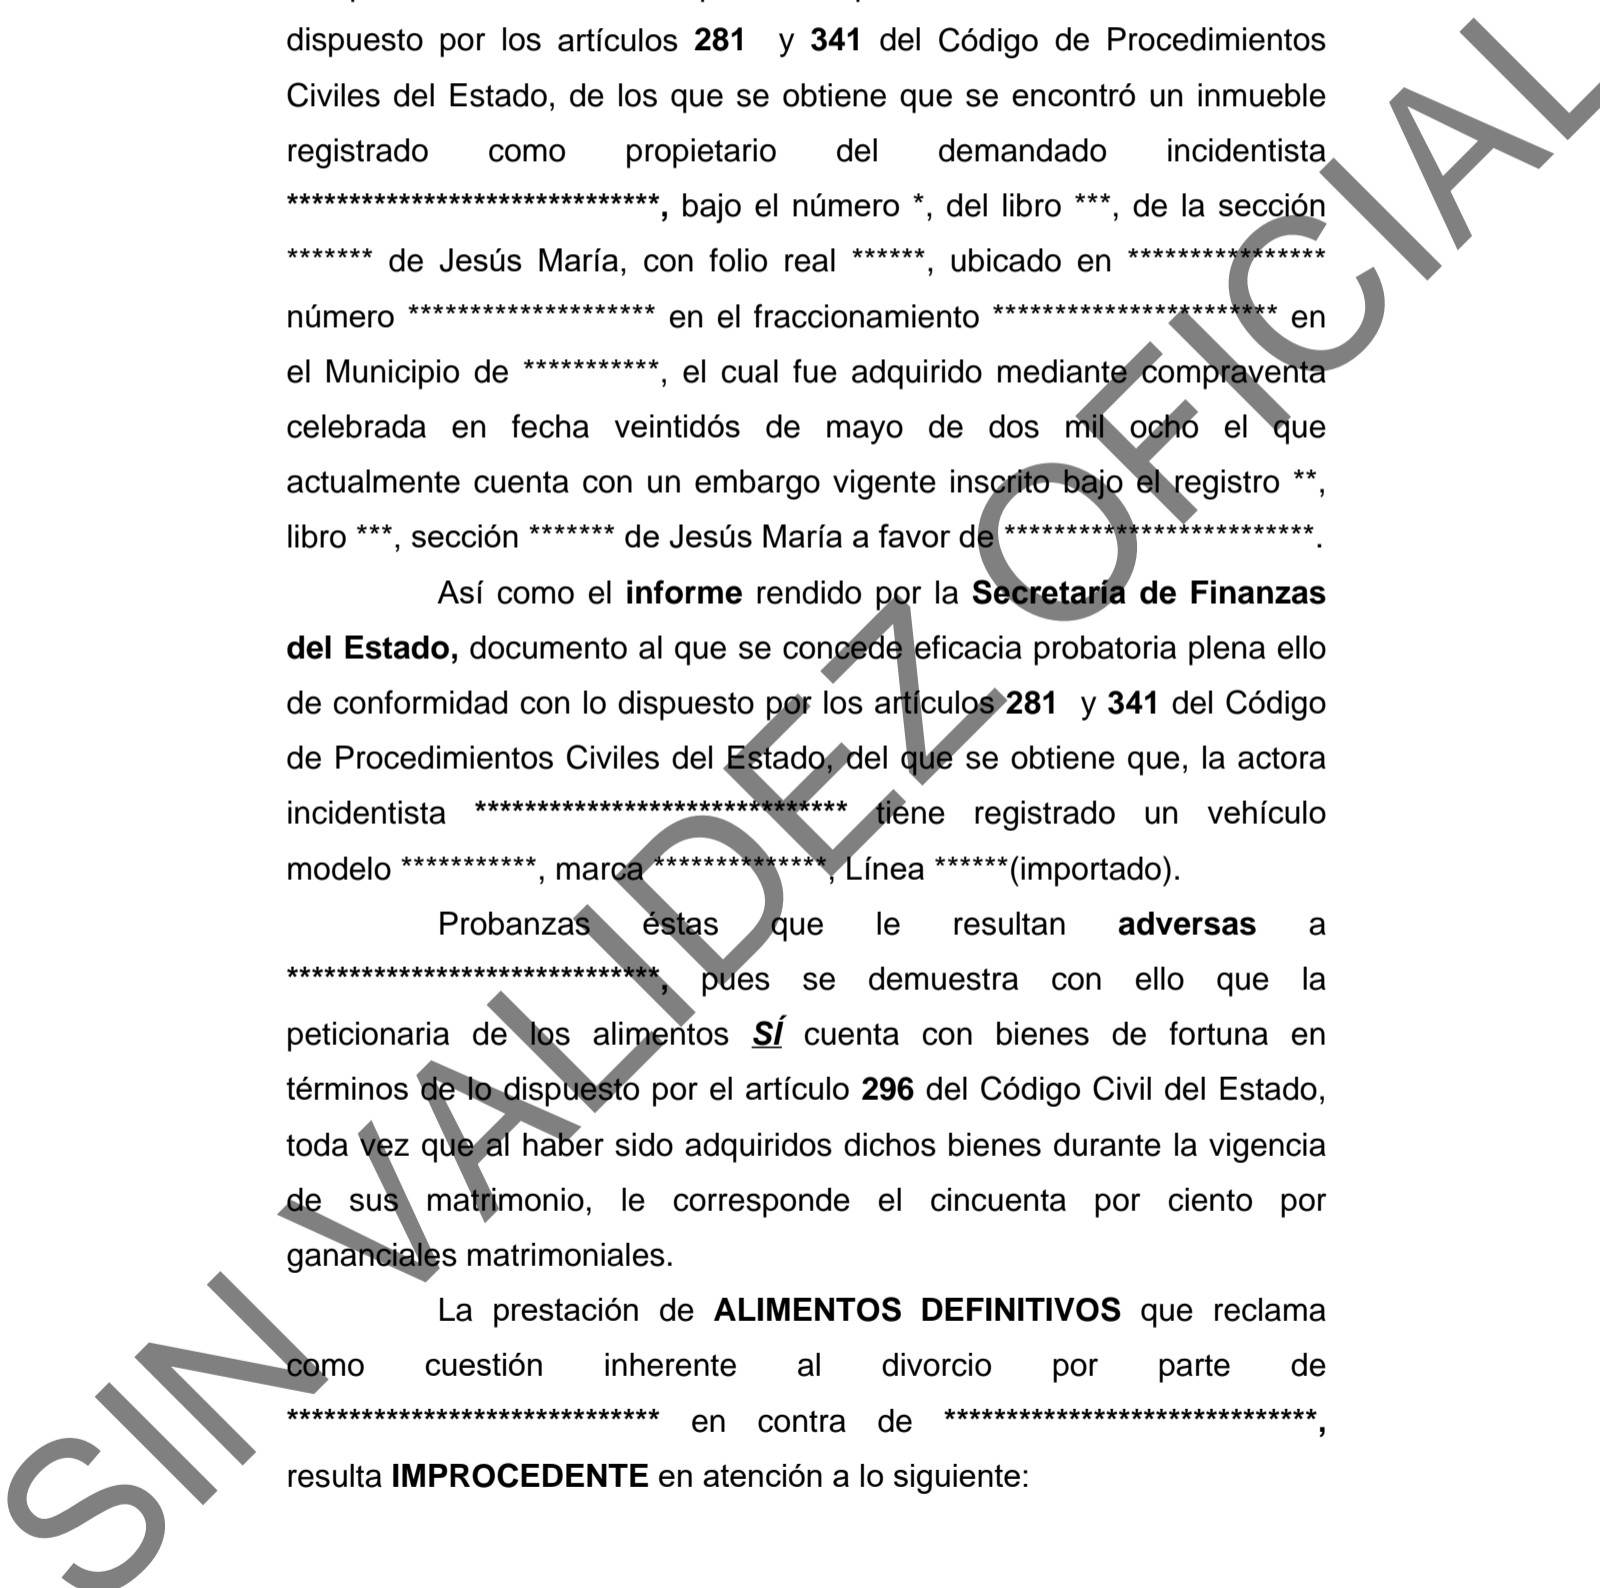 dispuesto por los artículos 281 y 341 del Código de Procedimientos
Civiles del Estado, de los que se obtiene que se encontró un inmueble
registrado como propietario del demandado incidentista
******************************, bajo el número *, del libro ***, de la sección
******* de Jesús María, con folio real ******, ubicado en ****************
número ******************** en el fraccionamiento *********************** en
el Municipio de ***********, el cual fue adquirido mediante compraventa
celebrada en fecha veintidós de mayo de dos mil ocho el que
actualmente cuenta con un embargo vigente inscrito bajo el registro **,
libro ***, sección ******* de Jesús María a favor de *************************.
Así como el informe rendido por la Secretaría de Finanzas
del Estado, documento al que se concede eficacia probatoria plena ello
de conformidad con lo dispuesto por los artículos 281 y 341 del Código
de Procedimientos Civiles del Estado, del que se obtiene que, la actora
incidentista ****************************** tiene registrado un vehículo
modelo ***********, marca **************, Línea ******(importado).
Probanzas éstas que le resultan adversas a
******************************, pues se demuestra con ello que la
peticionaria de los alimentos SÍ cuenta con bienes de fortuna en
términos de lo dispuesto por el artículo 296 del Código Civil del Estado,
toda vez que al haber sido adquiridos dichos bienes durante la vigencia
de sus matrimonio, le corresponde el cincuenta por ciento por
gananciales matrimoniales.
La prestación de ALIMENTOS DEFINITIVOS que reclama
como cuestión inherente al divorcio por parte de
****************************** en contra de ******************************,
resulta IMPROCEDENTE en atención a lo siguiente:
SIN VALIDEZ OFICIAL